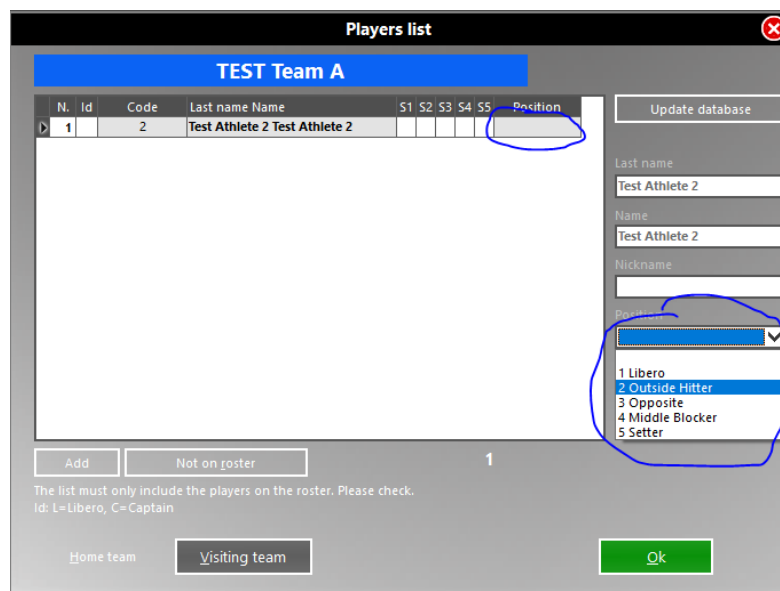 Players list
TEST Team A
N. Id Code Last name Name S1 S2 S3 S4 S5 Position
1 2 Test Athlete 2 Test Athlete 2
Update database
Last name
Test Athlete 2
Name
Test Athlete 2
Nickname
Position
1 Libero
2 Outside Hitter
3 Opposite
4 Middle Blocker
5 Setter
Add Not on roster 1
The list must only include the players on the roster. Please check.
Id: L=Libero, C=Captain
Home team Visiting team Ok